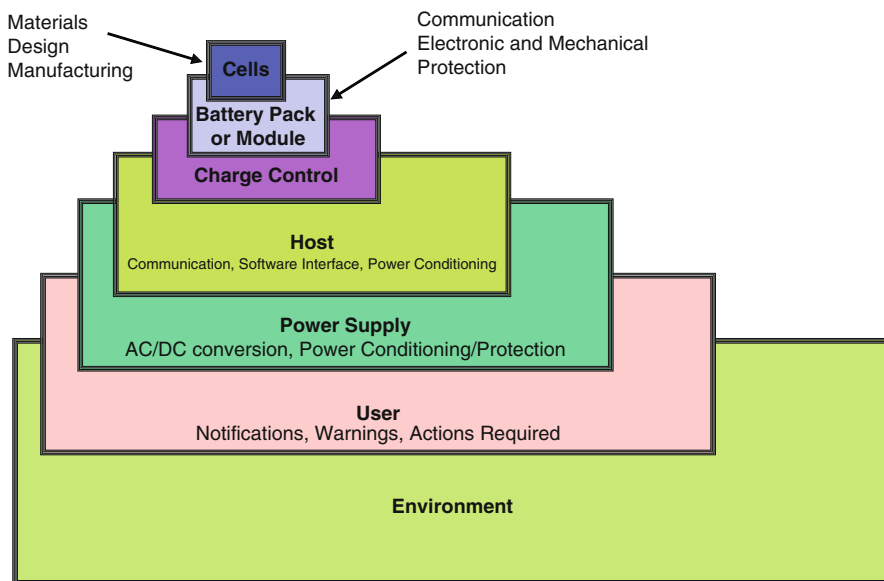 Materials
Design
Manufacturing
Communication
Electronic and Mechanical
Protection
Cells
Battery Pack
or Module
Charge Control
Host
Communication, Software Interface, Power Conditioning
Power Supply
AC/DC conversion, Power Conditioning/Protection
User
Notifications, Warnings, Actions Required
Environment